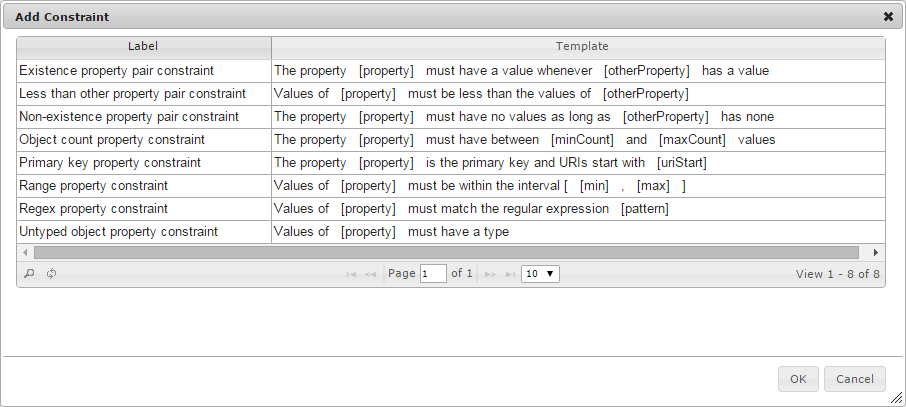 Add Constraint
Label Template
Existence property pair constraint The property [property] must have a value whenever [otherProperty] has a value
Less than other property pair constraint Values of [property] must be less than the values of [otherProperty]
Non-existence property pair constraint The property [property] must have no values as long as [otherProperty] has none
Object count property constraint The property [property] must have between [minCount] and [maxCount] values
Primary key property constraint The property [property] is the primary key and URIs start with [uriStart]
Range property constraint Values of [property] must be within the interval [ [min] , [max] ]
Regex property constraint Values of [property] must match the regular expression [pattern]
Untyped object property constraint Values of [property] must have a type
Page 1 of 1 10 View 1 - 8 of 8
OK Cancel